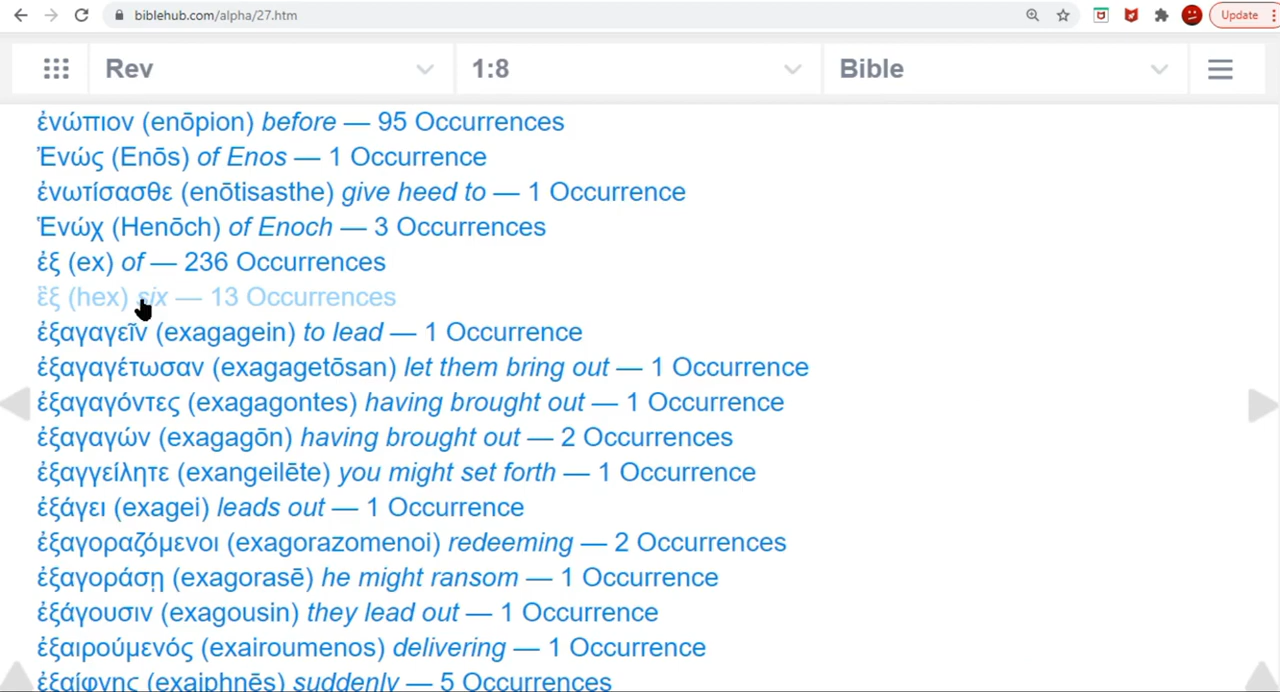 biblehub.com/alpha/27.htm
Update
Rev
1:8
Bible
ἐνώπιον (enōpion) before — 95 Occurrences
Ἐνώς (Enōs) of Enos — 1 Occurrence
ἐνωτίσασθε (enōtisasthe) give heed to — 1 Occurrence
Ἑνώχ (Henōch) of Enoch — 3 Occurrences
ἐξ (ex) of — 236 Occurrences
ἓξ (hex) six — 13 Occurrences
ἐξαγαγεῖν (exagagein) to lead — 1 Occurrence
ἐξαγαγέτωσαν (exagagetōsan) let them bring out — 1 Occurrence
ἐξαγαγόντες (exagagontes) having brought out — 1 Occurrence
ἐξαγαγών (exagagōn) having brought out — 2 Occurrences
ἐξαγγείλητε (exangeilēte) you might set forth — 1 Occurrence
ἐξάγει (exagei) leads out — 1 Occurrence
ἐξαγοραζόμενοι (exagorazomenoi) redeeming — 2 Occurrences
ἐξαγοράσῃ (exagorasē) he might ransom — 1 Occurrence
ἐξάγουσιν (exagousin) they lead out — 1 Occurrence
ἐξαιρούμενός (exairoumenos) delivering — 1 Occurrence
ἐξαίφνης (exaiphnēs) suddenly — 5 Occurrences